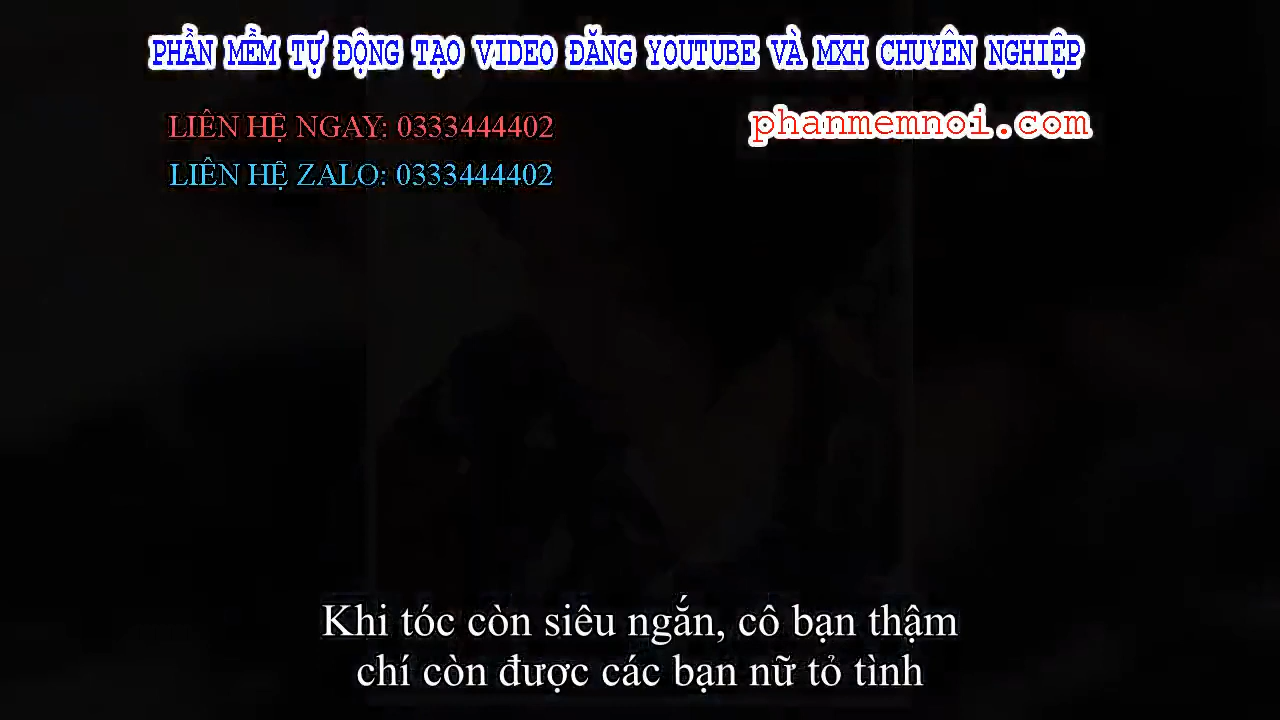 PHẦN MỀM TỰ ĐỘNG TẠO VIDEO ĐĂNG YOUTUBE VÀ MXH CHUYÊN NGHIỆP
LIÊN HỆ NGAY: 0333444402
phanmemnoi.com
LIÊN HỆ ZALO: 0333444402
Khi tóc còn siêu ngắn, cô bạn thậm
chí còn được các bạn nữ tỏ tình